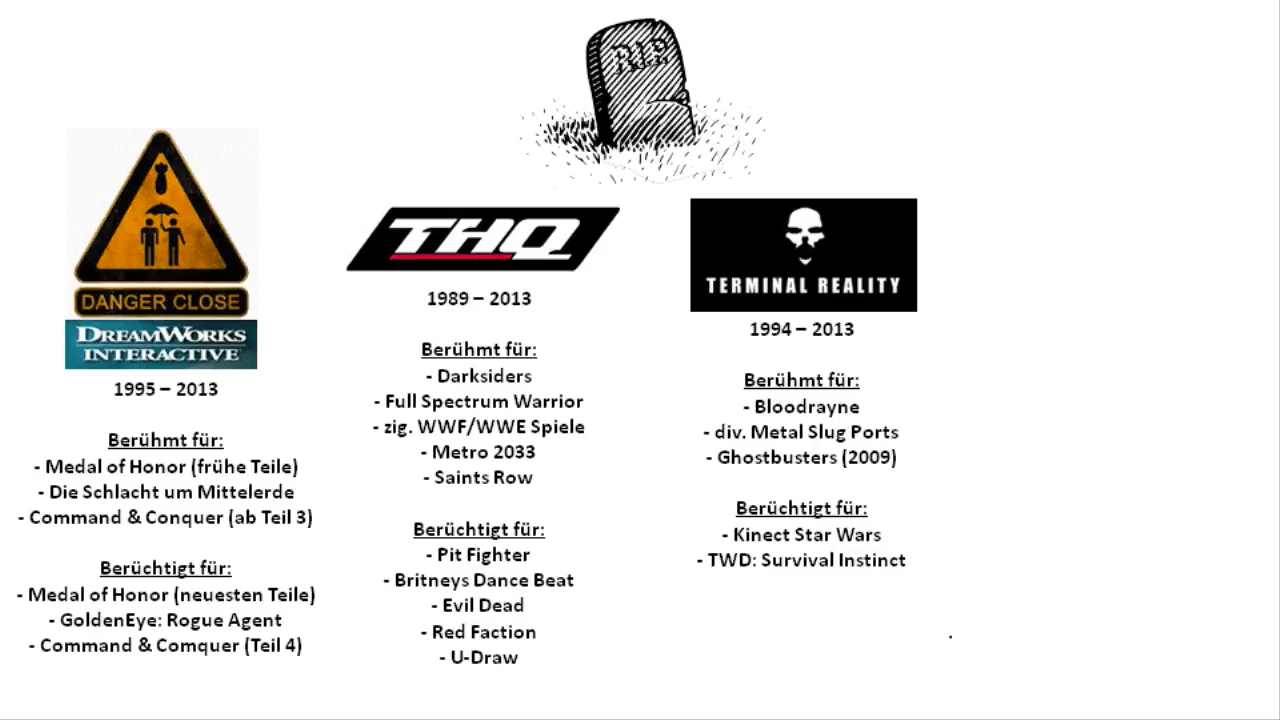 R.I.P.
DANGER CLOSE
DREAMWORKS
INTERACTIVE
1995 – 2013
Berühmt für:
- Medal of Honor (frühe Teile)
- Die Schlacht um Mittelerde
- Command & Conquer (ab Teil 3)
Berüchtigt für:
- Medal of Honor (neuesten Teile)
- GoldenEye: Rogue Agent
- Command & Comquer (Teil 4)
THQ
1989 – 2013
Berühmt für:
- Darksiders
- Full Spectrum Warrior
- zig. WWF/WWE Spiele
- Metro 2033
- Saints Row
Berüchtigt für:
- Pit Fighter
- Britneys Dance Beat
- Evil Dead
- Red Faction
- U-Draw
TERMINAL REALITY
1994 – 2013
Berühmt für:
- Bloodrayne
- div. Metal Slug Ports
- Ghostbusters (2009)
Berüchtigt für:
- Kinect Star Wars
- TWD: Survival Instinct
.